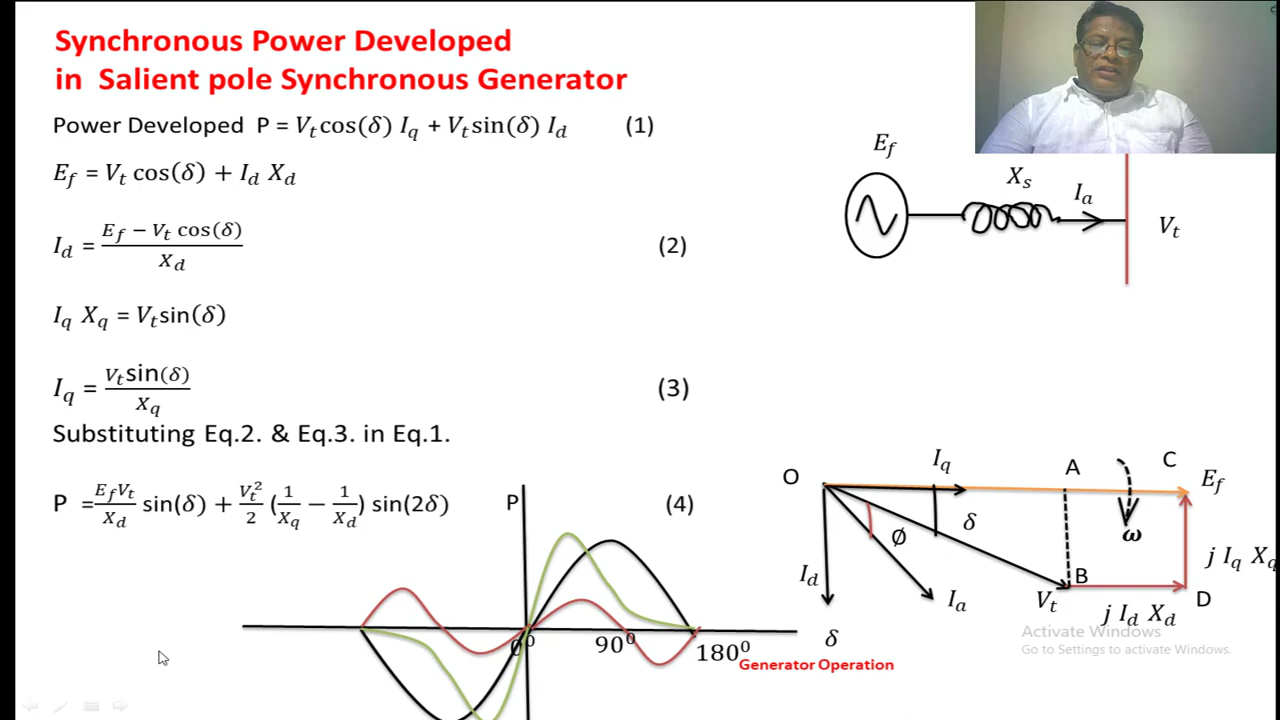 Synchronous Power Developed
in Salient pole Synchronous Generator
Power Developed P = V_t cos(δ) I_q + V_t sin(δ) I_d (1)
E_f = V_t cos(δ) + I_d X_d
I_d = (E_f − V_t cos(δ)) / X_d (2)
I_q X_q = V_t sin(δ)
I_q = V_t sin(δ) / X_q (3)
Substituting Eq.2. & Eq.3. in Eq.1.
P = E_f V_t / X_d sin(δ) + V_t² / 2 (1/X_q − 1/X_d) sin(2δ) (4)
E_f
X_s
I_a
V_t
P
0⁰
90⁰
180⁰
δ
Generator Operation
O
I_q
A
C
E_f
δ
ω
Ø
I_d
I_a
V_t
B
D
j I_q X_q
j I_d X_d
Activate Windows
Go to Settings to activate Windows.